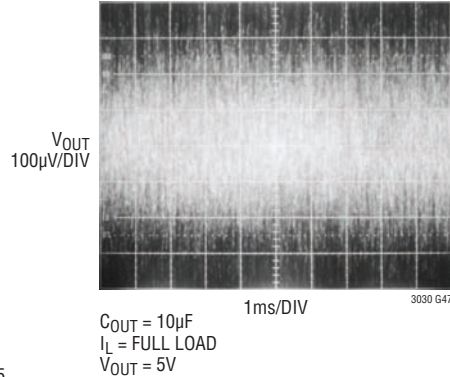 VOUT
100µV/DIV
1ms/DIV
3030 G47
COUT = 10µF
IL = FULL LOAD
VOUT = 5V